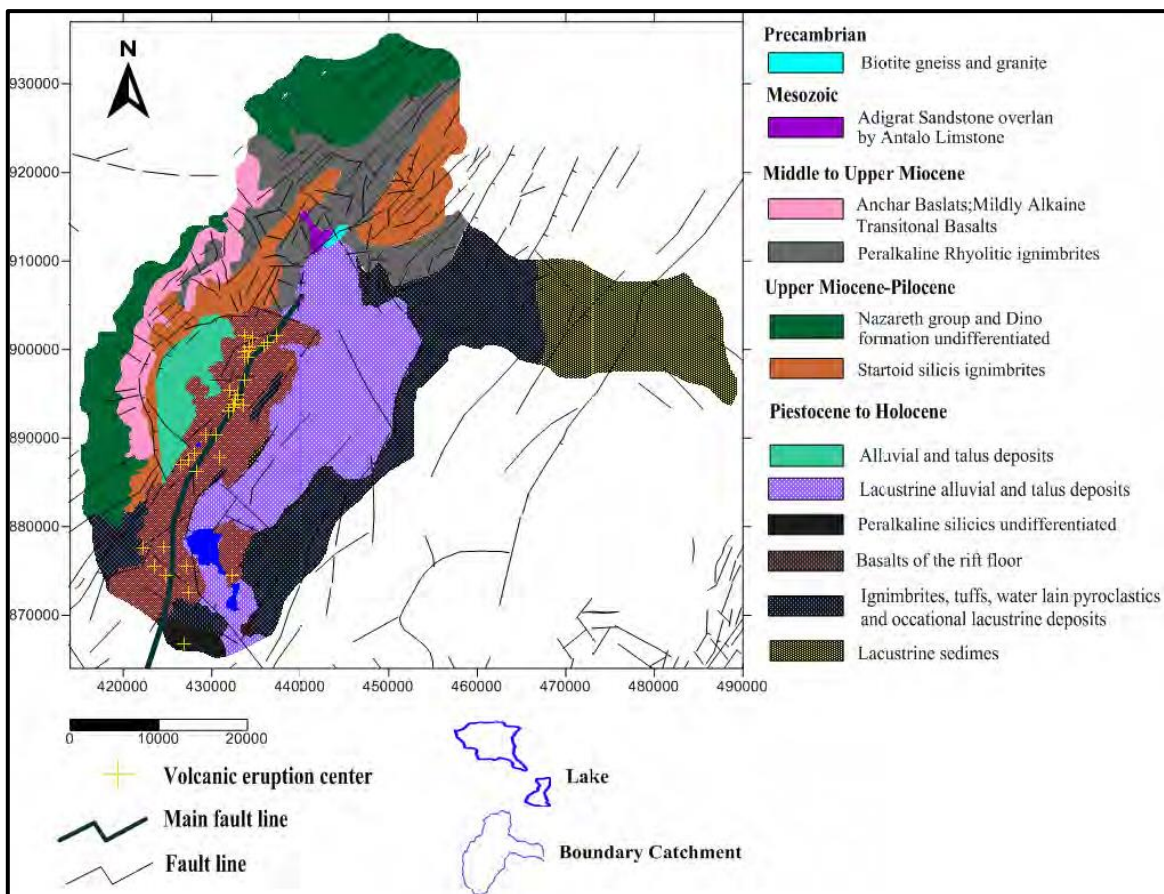 N
930000
920000
910000
900000
890000
880000
870000
420000 430000 440000 450000 460000 470000 480000 490000
0 10000 20000
Volcanic eruption center
Main fault line
Fault line
Lake
Boundary Catchment
Precambrian
Biotite gneiss and granite
Mesozoic
Adigrat Sandstone overlan
by Antalo Limstone
Middle to Upper Miocene
Anchar Baslats;Mildly Alkaine
Transitonal Basalts
Peralkaline Rhyolitic ignimbrites
Upper Miocene-Pilocene
Nazareth group and Dino
formation undifferentiated
Startoid silicis ignimbrites
Piestocene to Holocene
Alluvial and talus deposits
Lacustrine alluvial and talus deposits
Peralkaline silicics undifferentiated
Basalts of the rift floor
Ignimbrites, tuffs, water lain pyroclastics
and occational lacustrine deposits
Lacustrine sedimes